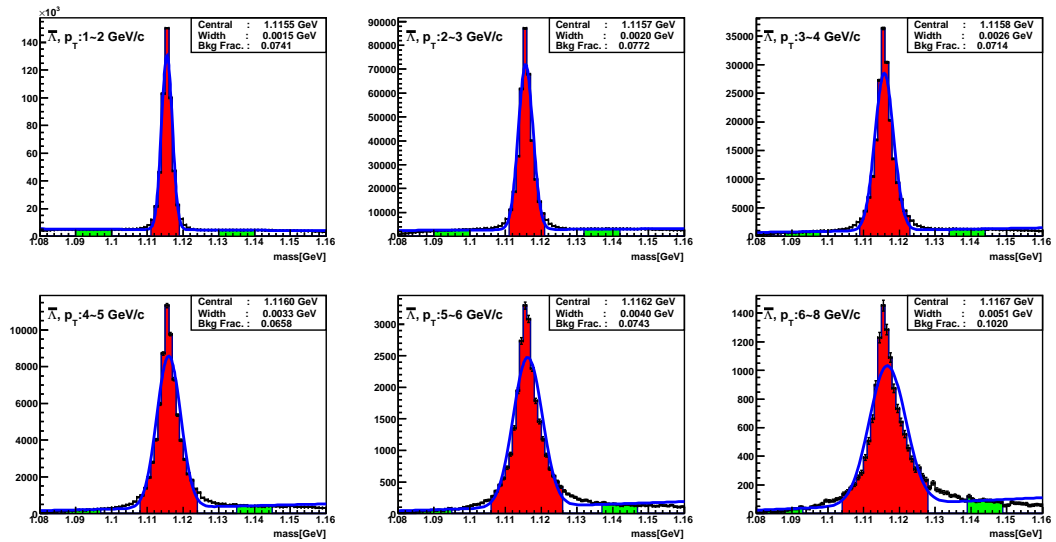 ×10³
Λ̅, p_T:1~2 GeV/c
Central : 1.1155 GeV
Width : 0.0015 GeV
Bkg Frac. : 0.0741
160
140
120
100
80
60
40
20
0
1.08 1.09 1.1 1.11 1.12 1.13 1.14 1.15 1.16
mass[GeV]
Λ̅, p_T:2~3 GeV/c
Central : 1.1157 GeV
Width : 0.0020 GeV
Bkg Frac. : 0.0772
90000
80000
70000
60000
50000
40000
30000
20000
10000
0
1.08 1.09 1.1 1.11 1.12 1.13 1.14 1.15 1.16
mass[GeV]
Λ̅, p_T:3~4 GeV/c
Central : 1.1158 GeV
Width : 0.0026 GeV
Bkg Frac. : 0.0714
35000
30000
25000
20000
15000
10000
5000
0
1.08 1.09 1.1 1.11 1.12 1.13 1.14 1.15 1.16
mass[GeV]
Λ̅, p_T:4~5 GeV/c
Central : 1.1160 GeV
Width : 0.0033 GeV
Bkg Frac. : 0.0658
10000
8000
6000
4000
2000
0
1.08 1.09 1.1 1.11 1.12 1.13 1.14 1.15 1.16
mass[GeV]
Λ̅, p_T:5~6 GeV/c
Central : 1.1162 GeV
Width : 0.0040 GeV
Bkg Frac. : 0.0743
3000
2500
2000
1500
1000
500
0
1.08 1.09 1.1 1.11 1.12 1.13 1.14 1.15 1.16
mass[GeV]
Λ̅, p_T:6~8 GeV/c
Central : 1.1167 GeV
Width : 0.0051 GeV
Bkg Frac. : 0.1020
1400
1200
1000
800
600
400
200
0
1.08 1.09 1.1 1.11 1.12 1.13 1.14 1.15 1.16
mass[GeV]